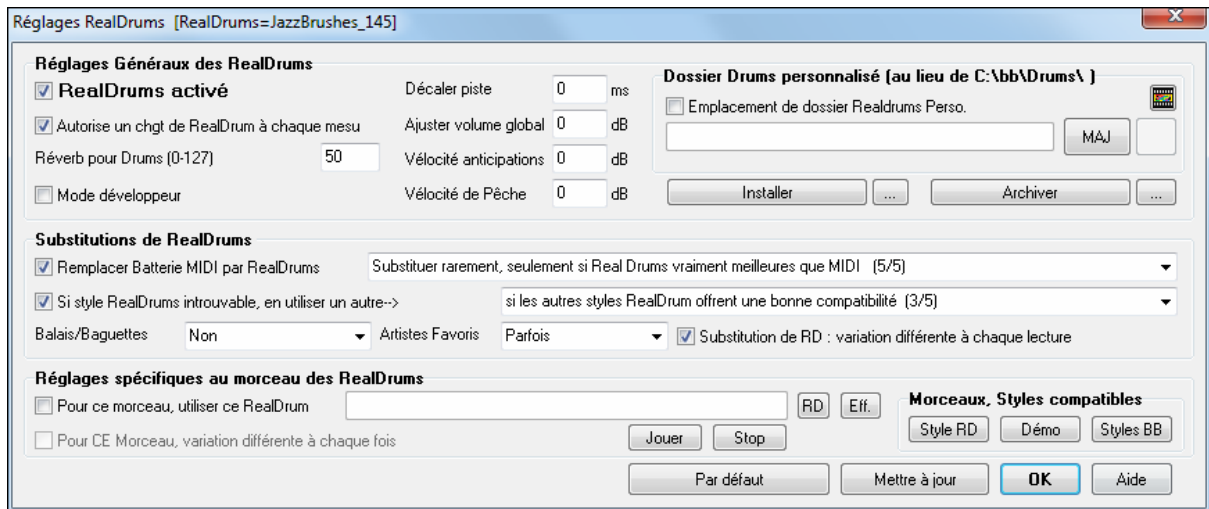 Réglages RealDrums [RealDrums=JazzBrushes_145]
Réglages Généraux des RealDrums
RealDrums activé
Autorise un chgt de RealDrum à chaque mesu
Réverb pour Drums (0-127) 50
Mode développeur
Décaler piste 0 ms
Ajuster volume global 0 dB
Vélocité anticipations 0 dB
Vélocité de Pêche 0 dB
Dossier Drums personnalisé (au lieu de C:\bb\Drums\ )
Emplacement de dossier Realdrums Perso.
MAJ
Installer ... Archiver ...
Substitutions de RealDrums
Remplacer Batterie MIDI par RealDrums Substituer rarement, seulement si Real Drums vraiment meilleures que MIDI (5/5)
Si style RealDrums introuvable, en utiliser un autre--> si les autres styles RealDrum offrent une bonne compatibilité (3/5)
Balais/Baguettes Non Artistes Favoris Parfois Substitution de RD : variation différente à chaque lecture
Réglages spécifiques au morceau des RealDrums
Pour ce morceau, utiliser ce RealDrum RD Eff.
Pour CE Morceau, variation différente à chaque fois Jouer Stop
Morceaux, Styles compatibles
Style RD Démo Styles BB
Par défaut Mettre à jour OK Aide